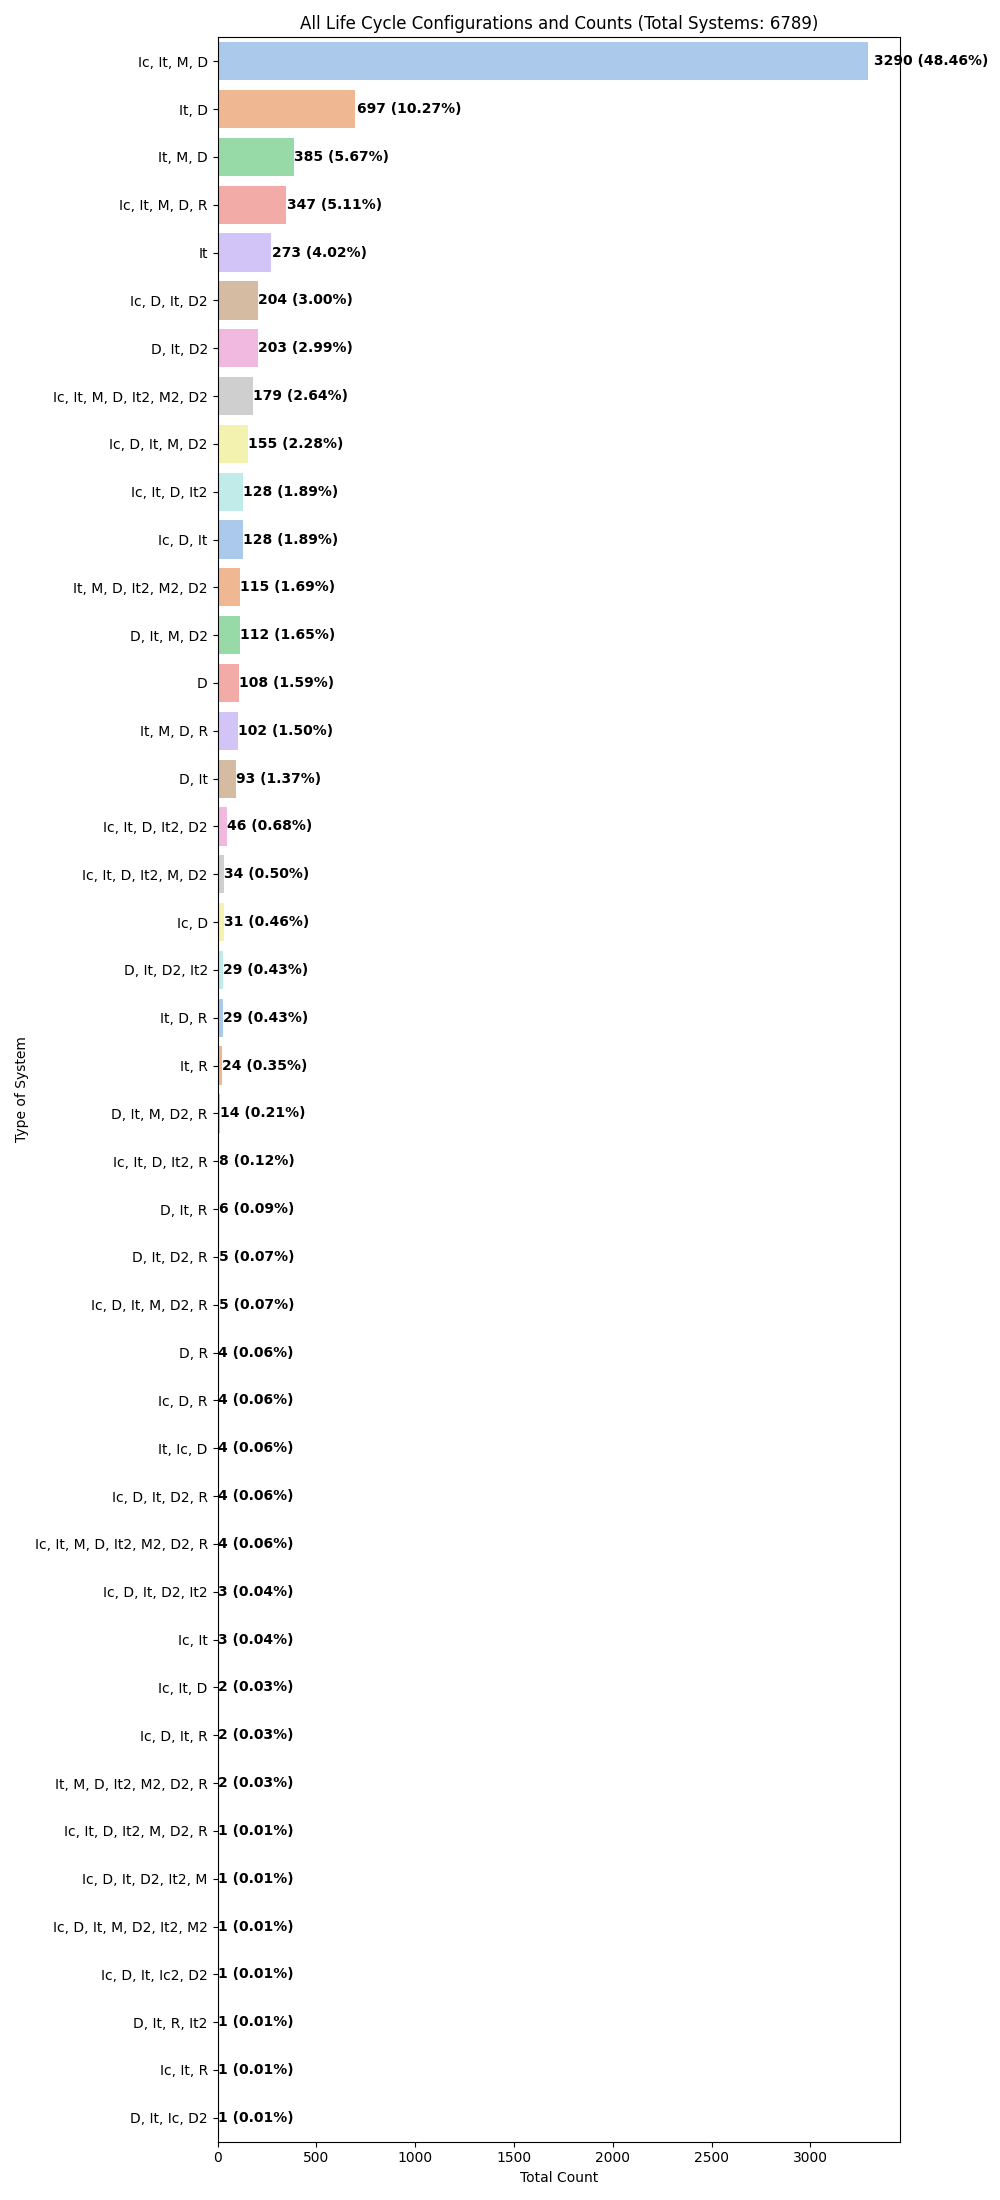 All Life Cycle Configurations and Counts (Total Systems: 6789)
Ic, It, M, D 3290 (48.46%)
It, D 697 (10.27%)
It, M, D 385 (5.67%)
Ic, It, M, D, R 347 (5.11%)
It 273 (4.02%)
Ic, D, It, D2 204 (3.00%)
D, It, D2 203 (2.99%)
Ic, It, M, D, It2, M2, D2 179 (2.64%)
Ic, D, It, M, D2 155 (2.28%)
Ic, It, D, It2 128 (1.89%)
Ic, D, It 128 (1.89%)
It, M, D, It2, M2, D2 115 (1.69%)
D, It, M, D2 112 (1.65%)
D 108 (1.59%)
It, M, D, R 102 (1.50%)
D, It 93 (1.37%)
Ic, It, D, It2, D2 46 (0.68%)
Ic, It, D, It2, M, D2 34 (0.50%)
Ic, D 31 (0.46%)
D, It, D2, It2 29 (0.43%)
It, D, R 29 (0.43%)
It, R 24 (0.35%)
D, It, M, D2, R 14 (0.21%)
Ic, It, D, It2, R 8 (0.12%)
D, It, R 6 (0.09%)
D, It, D2, R 5 (0.07%)
Ic, D, It, M, D2, R 5 (0.07%)
D, R 4 (0.06%)
Ic, D, R 4 (0.06%)
It, Ic, D 4 (0.06%)
Ic, D, It, D2, R 4 (0.06%)
Ic, It, M, D, It2, M2, D2, R 4 (0.06%)
Ic, D, It, D2, It2 3 (0.04%)
Ic, It 3 (0.04%)
Ic, It, D 2 (0.03%)
Ic, D, It, R 2 (0.03%)
It, M, D, It2, M2, D2, R 2 (0.03%)
Ic, It, D, It2, M, D2, R 1 (0.01%)
Ic, D, It, D2, It2, M 1 (0.01%)
Ic, D, It, M, D2, It2, M2 1 (0.01%)
Ic, D, It, Ic2, D2 1 (0.01%)
D, It, R, It2 1 (0.01%)
Ic, It, R 1 (0.01%)
D, It, Ic, D2 1 (0.01%)
Type of System
0 500 1000 1500 2000 2500 3000
Total Count